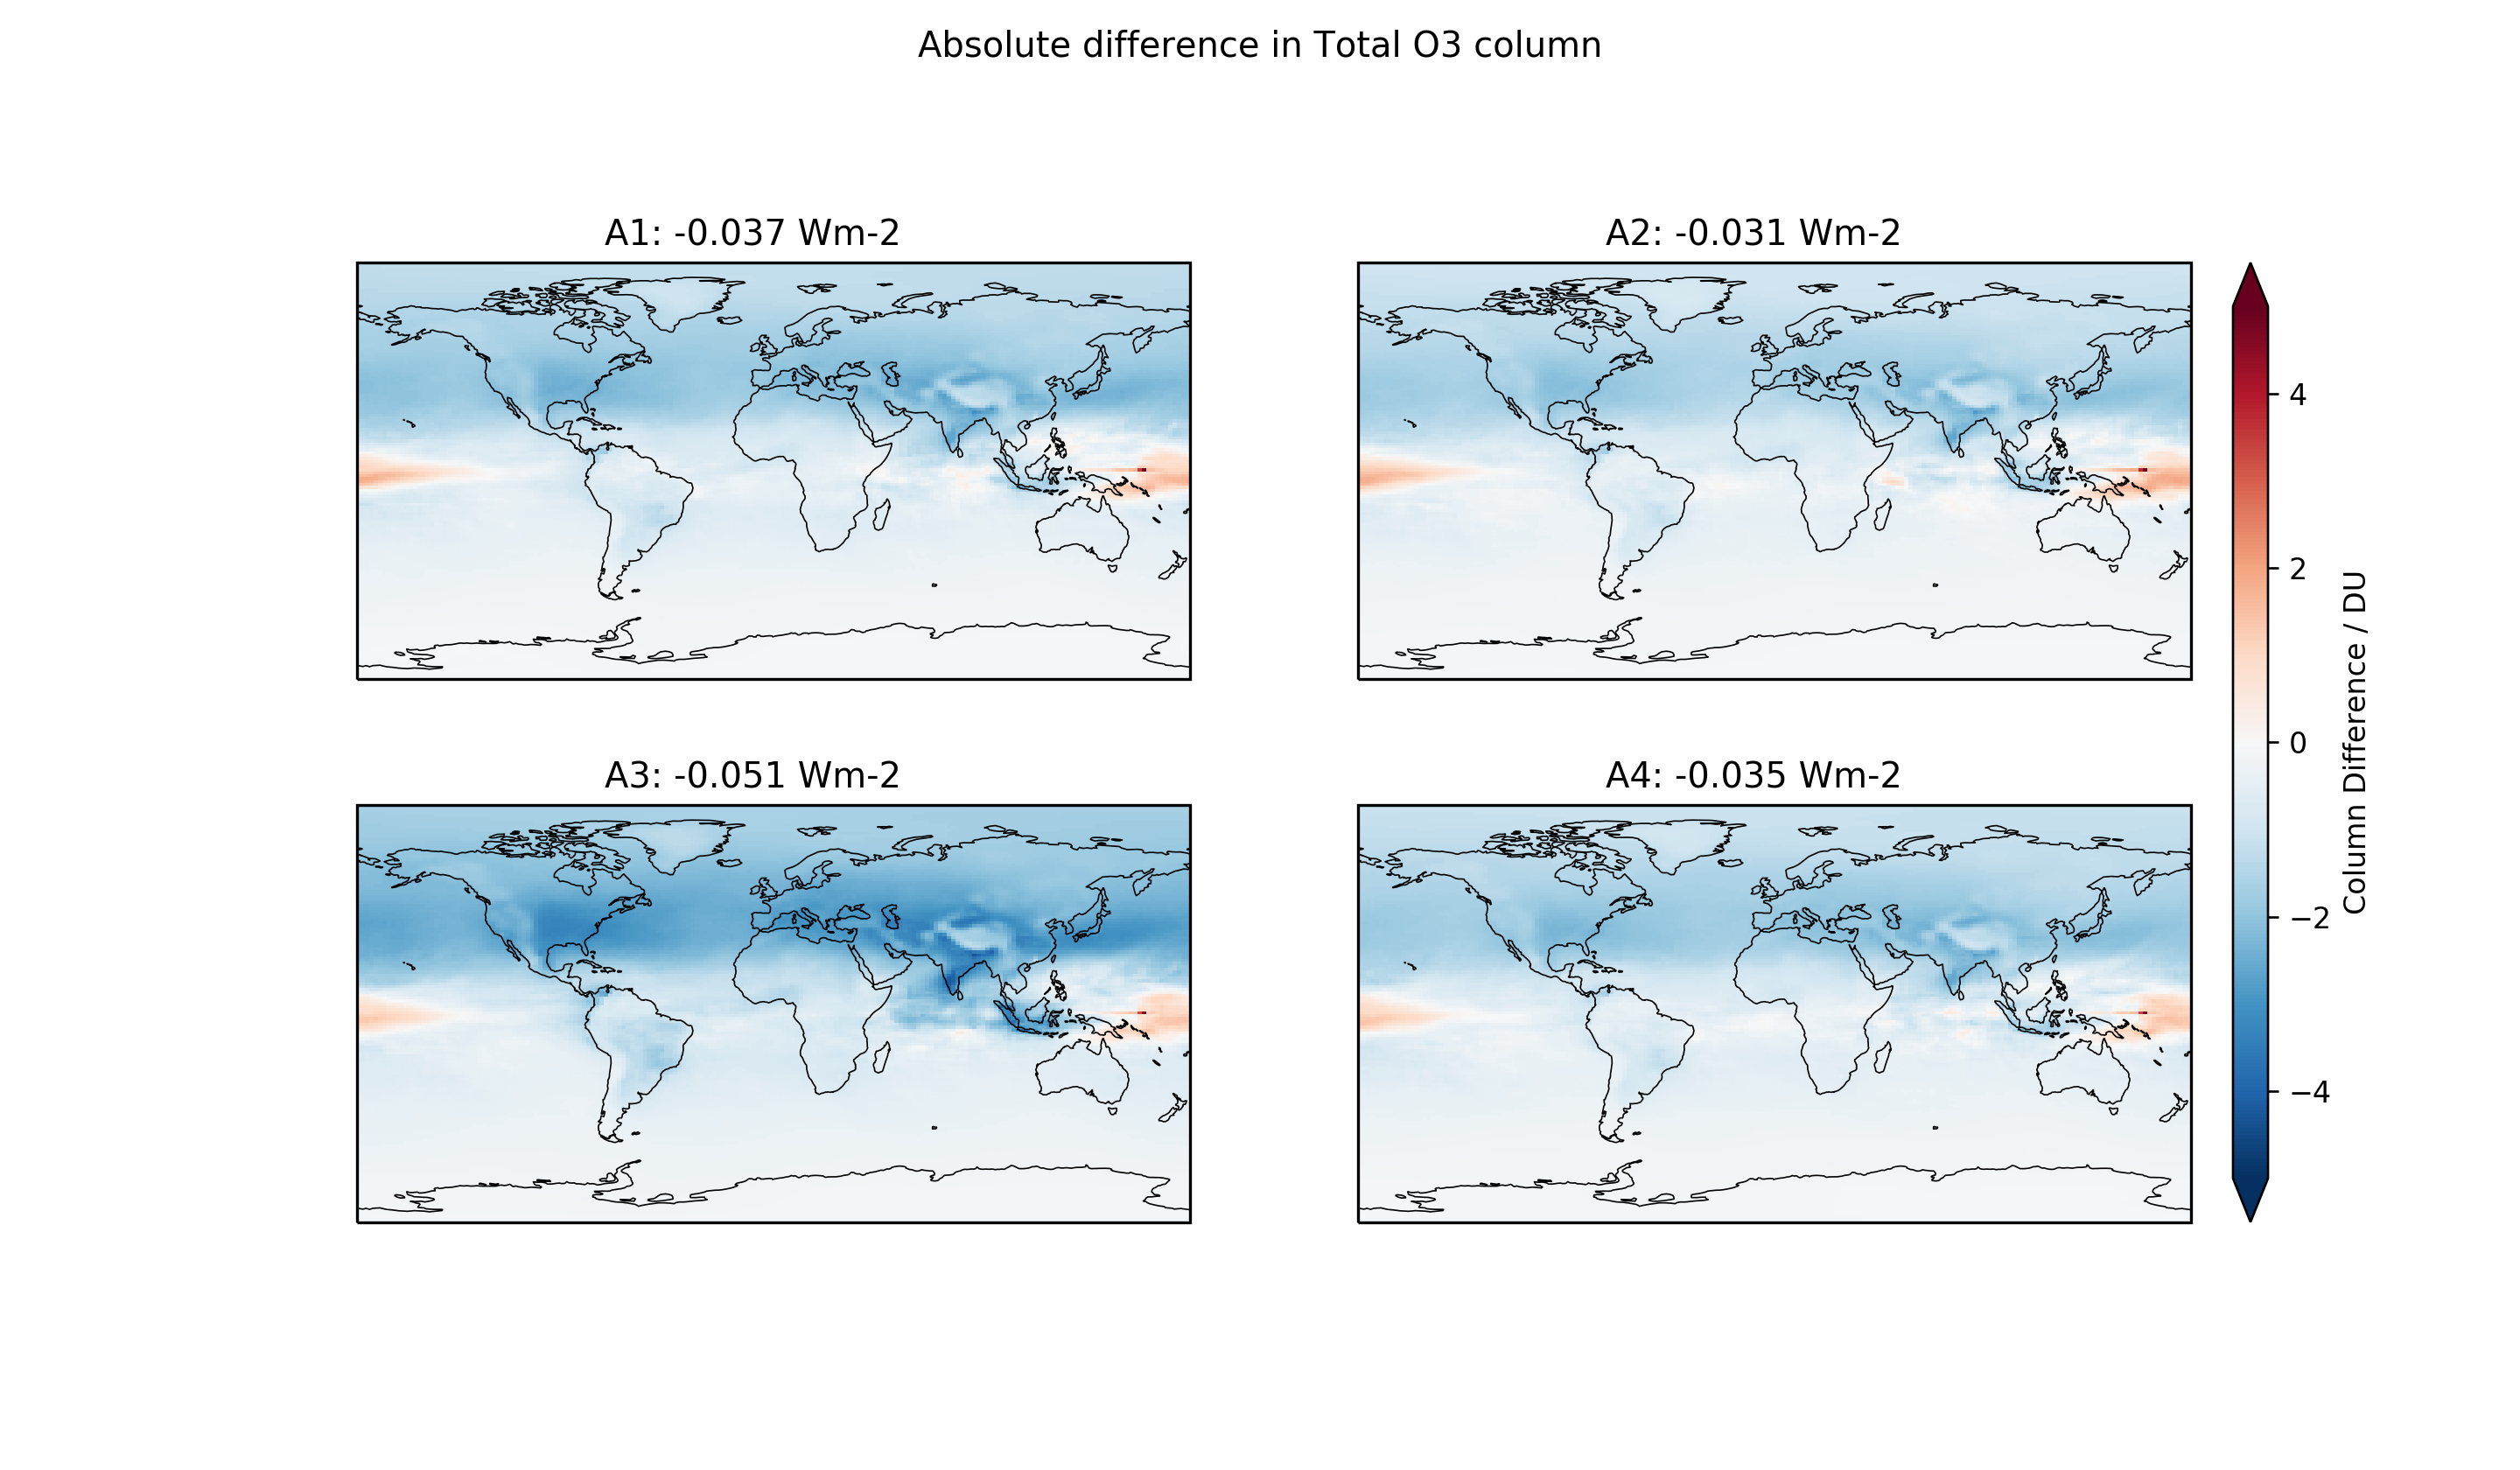 Absolute difference in Total O3 column
A1: -0.037 Wm-2
A2: -0.031 Wm-2
A3: -0.051 Wm-2
A4: -0.035 Wm-2
4
2
0
−2
−4
Column Difference / DU